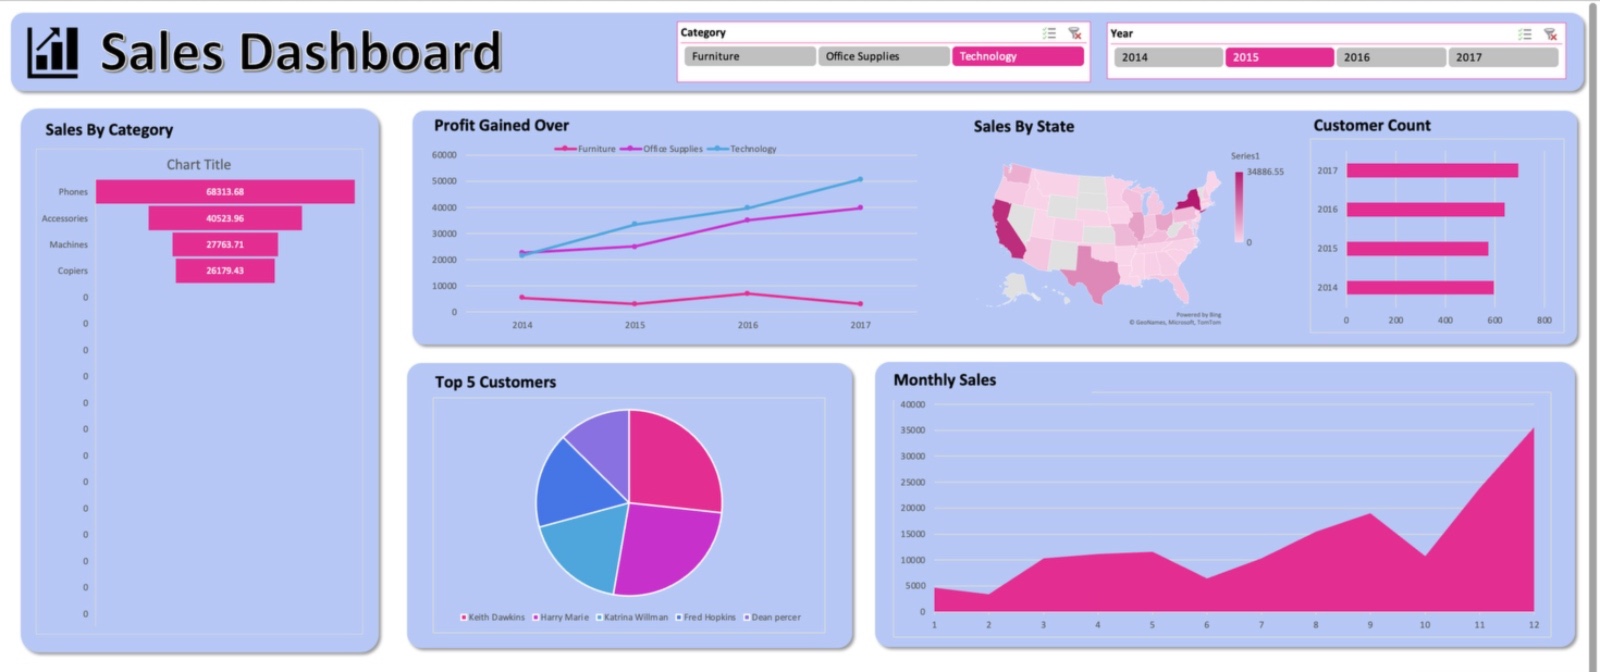 Sales Dashboard
Category
Furniture Office Supplies Technology
Year
2014 2015 2016 2017
Sales By Category
Chart Title
Phones 68313.68
Accessories 40523.96
Machines 27763.71
Copiers 26179.43
0
0
0
0
0
0
0
0
0
0
0
0
0
Profit Gained Over
Furniture Office Supplies Technology
60000
50000
40000
30000
20000
10000
0
2014 2015 2016 2017
Sales By State
Series1
34886.55
0
Powered by Bing
© GeoNames, Microsoft, TomTom
Customer Count
2017
2016
2015
2014
0 200 400 600 800
Top 5 Customers
Keith Dawkins Harry Marie Katrina Willman Fred Hopkins Dean percer
Monthly Sales
40000
35000
30000
25000
20000
15000
10000
5000
0
1 2 3 4 5 6 7 8 9 10 11 12